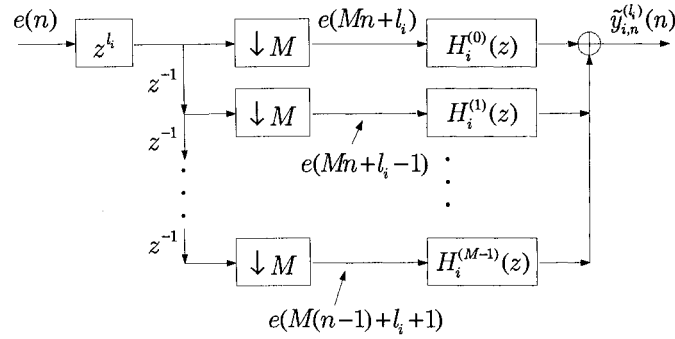 e(n)
z^{l_i}
↓M
e(Mn+l_i)
H_i^{(0)}(z)
ỹ_{i,n}^{(l_i)}(n)
z^{-1}
↓M
H_i^{(1)}(z)
z^{-1}
e(Mn+l_i-1)
z^{-1}
↓M
H_i^{(M-1)}(z)
e(M(n-1)+l_i+1)